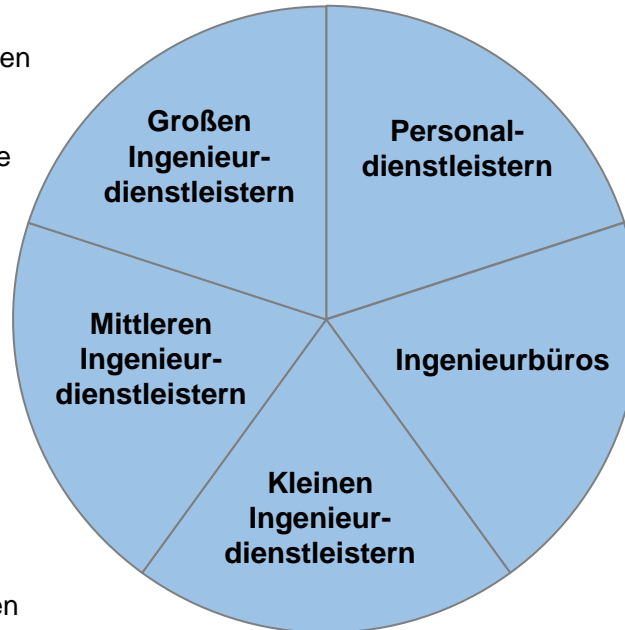 Großen
Ingenieur-
dienstleistern
Personal-
dienstleistern
Mittleren
Ingenieur-
dienstleistern
Ingenieurbüros
Kleinen
Ingenieur-
dienstleistern